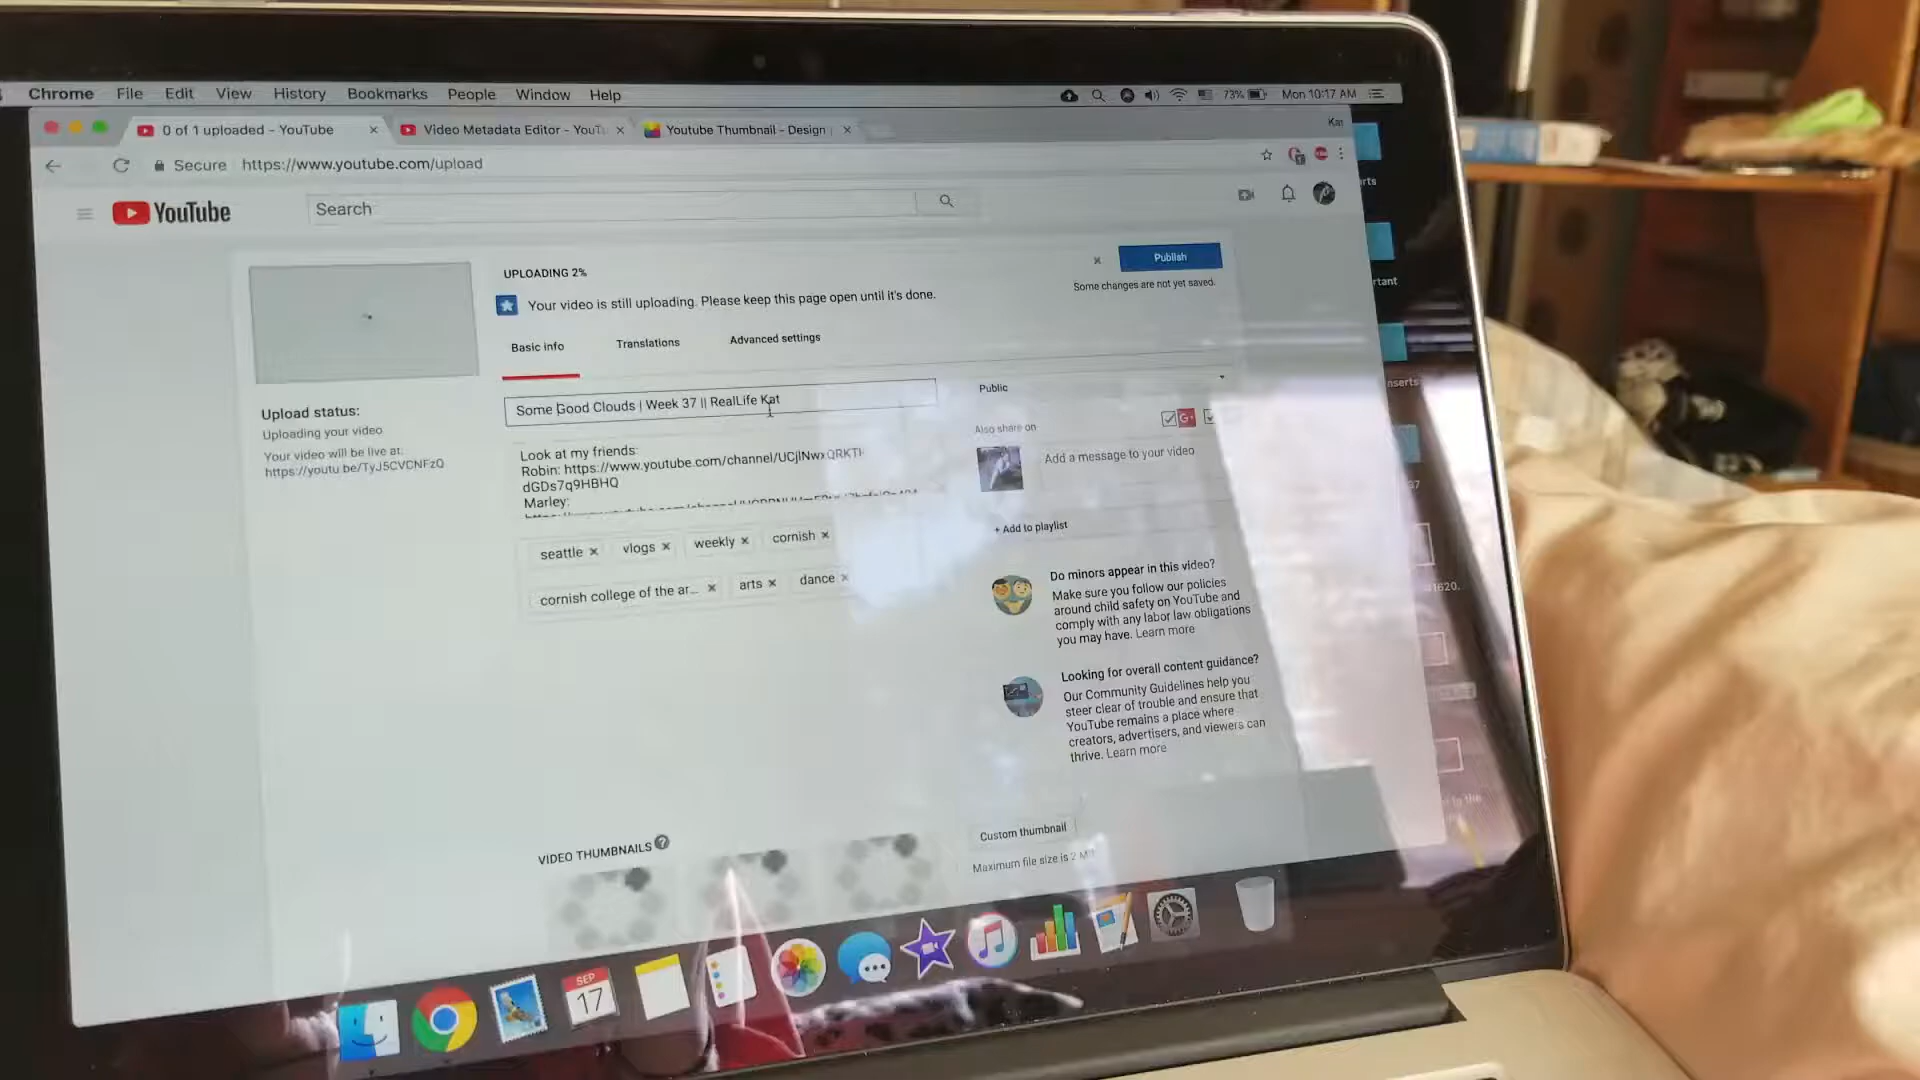 Chrome File Edit View History Bookmarks People Window Help 73% Mon 10:17 AM
0 of 1 uploaded - YouTube × Video Metadata Editor - YouT × Youtube Thumbnail - Design × Kat
Secure https://www.youtube.com/upload
YouTube Search
UPLOADING 2% × Publish
Your video is still uploading. Please keep this page open until it's done. Some changes are not yet saved.
Basic info Translations Advanced settings
Upload status:
Uploading your video
Your video will be live at:
https://youtu.be/TyJ5CVCNFzQ
Some Good Clouds | Week 37 || RealLife Kat
Look at my friends:
Robin: https://www.youtube.com/channel/
dGDs7q9HBHQ
Marley:
seattle × vlogs × weekly × cornish ×
cornish college of the ar... × arts × dance ×
Public
Also share on G+
Add a message to your video
+ Add to playlist
Do minors appear in this video?
Make sure you follow our policies
around child safety on YouTube and
comply with any labor law obligations
you may have. Learn more
Looking for overall content guidance?
Our Community Guidelines help you
steer clear of trouble and ensure that
YouTube remains a place where
creators, advertisers, and viewers can
thrive. Learn more
VIDEO THUMBNAILS ?
Custom thumbnail
Maximum file size is 2
SEP
17
rts
rtant
nserts
37